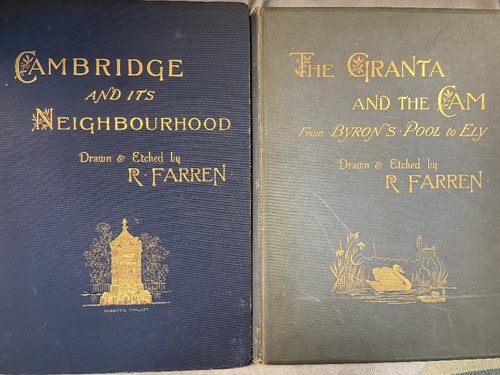 CAMBRIDGE
AND ITS
NEIGHBOURHOOD
Drawn & Etched by
R. FARREN.
THE GRANTA
AND THE CAM
From BYRON'S POOL to ELY
Drawn & Etched by
R. FARREN.